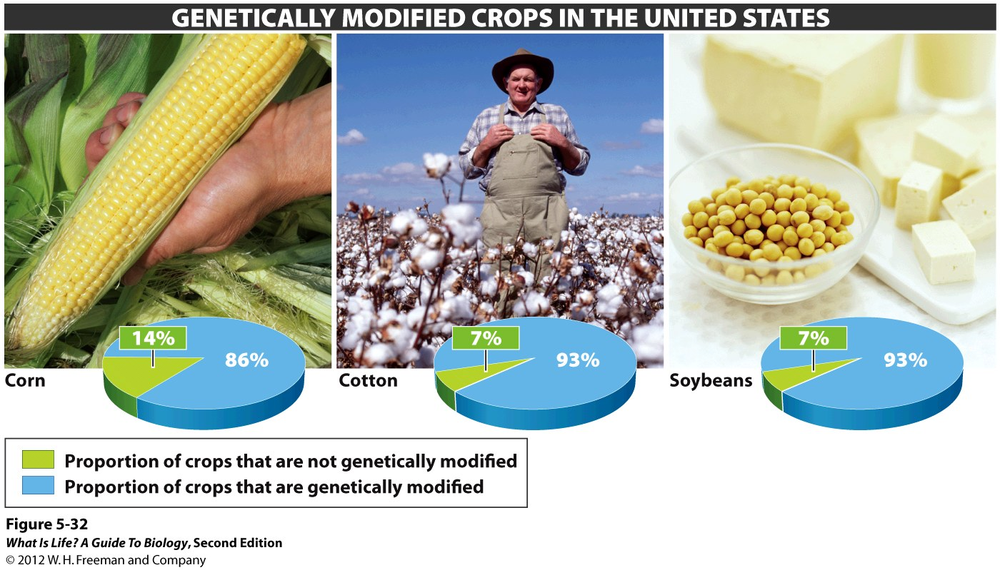 GENETICALLY MODIFIED CROPS IN THE UNITED STATES
14%
86%
Corn
7%
93%
Cotton
7%
93%
Soybeans
Proportion of crops that are not genetically modified
Proportion of crops that are genetically modified
Figure 5-32
What Is Life? A Guide To Biology, Second Edition
© 2012 W. H. Freeman and Company